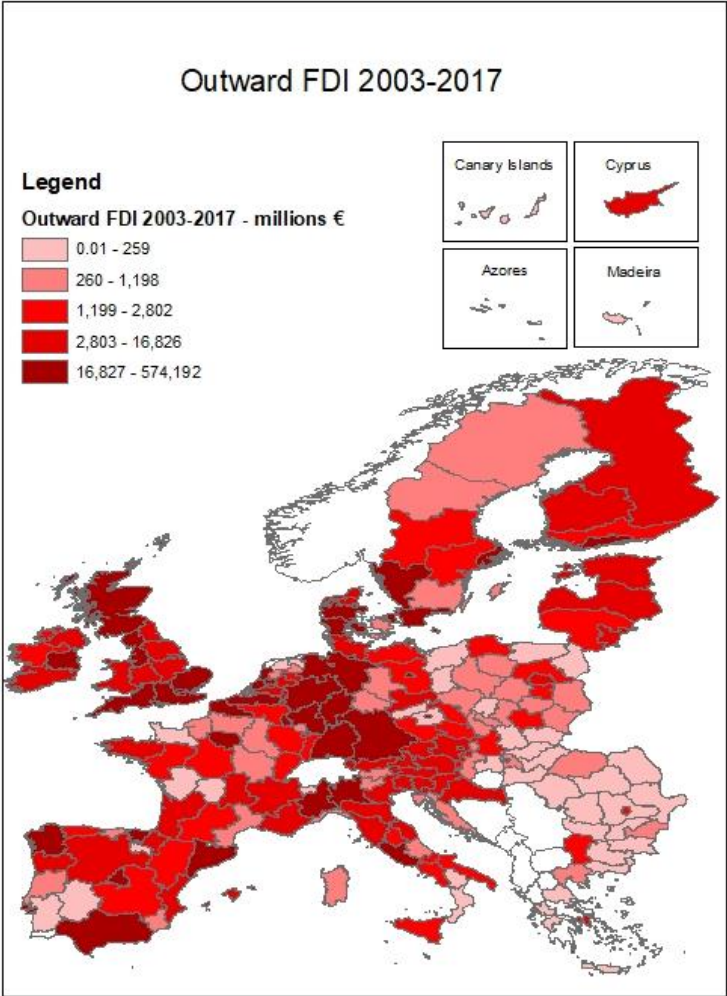 Outward FDI 2003-2017
Canary Islands
Cyprus
Azores
Madeira
Legend
Outward FDI 2003-2017 - millions €
0.01 - 259
260 - 1,198
1,199 - 2,802
2,803 - 16,826
16,827 - 574,192